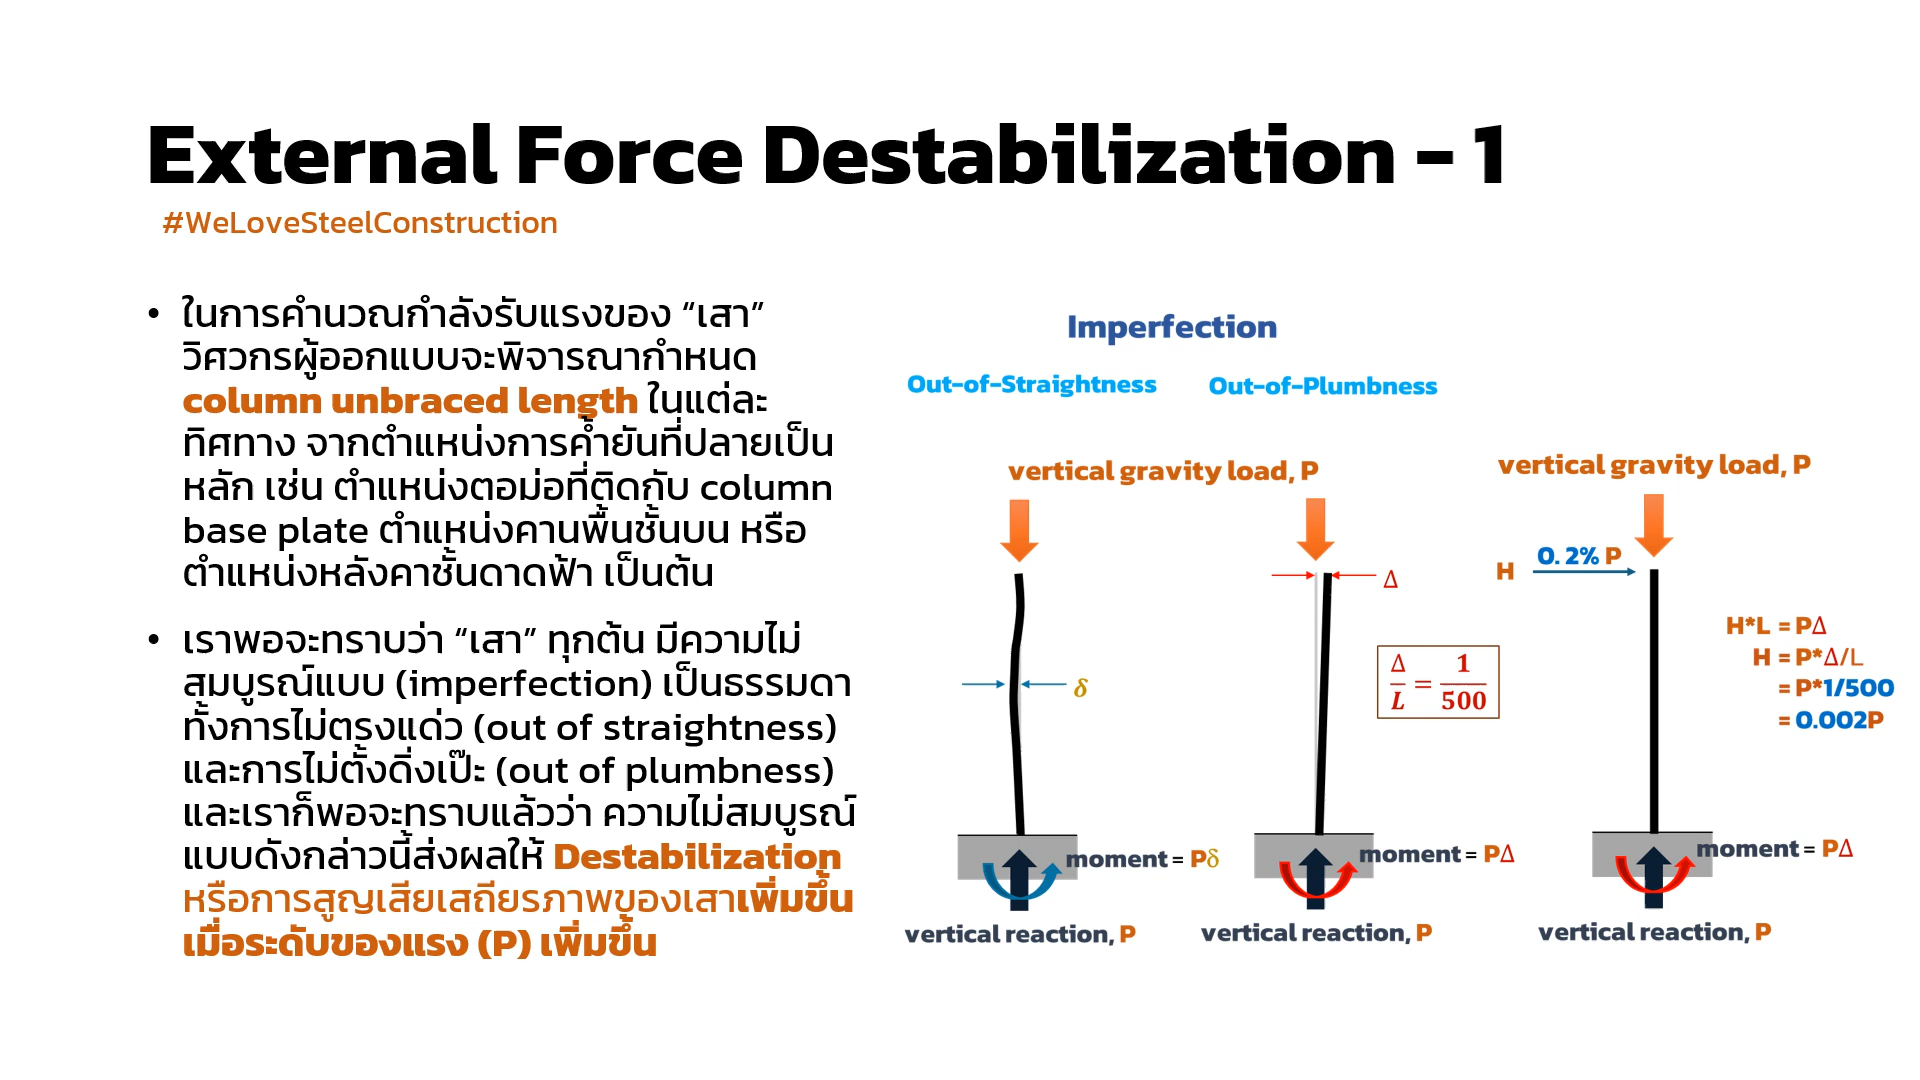 External Force Destabilization - 1
#WeLoveSteelConstruction
• ในการคำนวณกำลังรับแรงของ “เสา”
วิศวกรผู้ออกแบบจะพิจารณากำหนด
column unbraced length ในแต่ละ
ทิศทาง จากตำแหน่งการค้ำยันที่ปลายเป็น
หลัก เช่น ตำแหน่งตอม่อที่ติดกับ column
base plate ตำแหน่งคานพื้นชั้นบน หรือ
ตำแหน่งหลังคาชั้นดาดฟ้า เป็นต้น
• เราพอจะทราบว่า “เสา” ทุกต้น มีความไม่
สมบูรณ์แบบ (imperfection) เป็นธรรมดา
ทั้งการไม่ตรงแด่ว (out of straightness)
และการไม่ตั้งดิ่งเป๊ะ (out of plumbness)
และเราก็พอจะทราบแล้วว่า ความไม่สมบูรณ์
แบบดังกล่าวนี้ส่งผลให้ Destabilization
หรือการสูญเสียเสถียรภาพของเสาเพิ่มขึ้น
เมื่อระดับของแรง (P) เพิ่มขึ้น
Imperfection
Out-of-Straightness
Out-of-Plumbness
vertical gravity load, P
δ
moment = Pδ
vertical reaction, P
Δ
Δ/L = 1/500
moment = PΔ
vertical reaction, P
vertical gravity load, P
H
0. 2% P
H*L = PΔ
H = P*Δ/L
= P*1/500
= 0.002P
moment = PΔ
vertical reaction, P